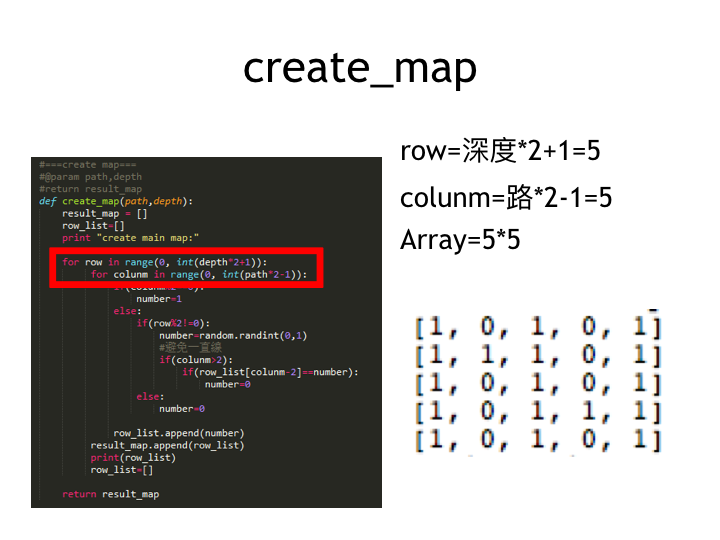 create_map
row=深度*2+1=5
colunm=路*2-1=5
Array=5*5
#===create map===
#@param path,depth
#return result_map
def create_map(path,depth):
result_map = []
row_list=[]
print "create main map:"
for row in range(0, int(depth*2+1)):
for colunm in range(0, int(path*2-1)):
number=1
else:
if(row%2!=0):
number=random.randint(0,1)
#避免一直線
if(colunm>2):
if(row_list[colunm-2]==number):
number=0
else:
number=0
row_list.append(number)
result_map.append(row_list)
print(row_list)
row_list=[]
return result_map
[1, 0, 1, 0, 1]
[1, 1, 1, 0, 1]
[1, 0, 1, 0, 1]
[1, 0, 1, 1, 1]
[1, 0, 1, 0, 1]